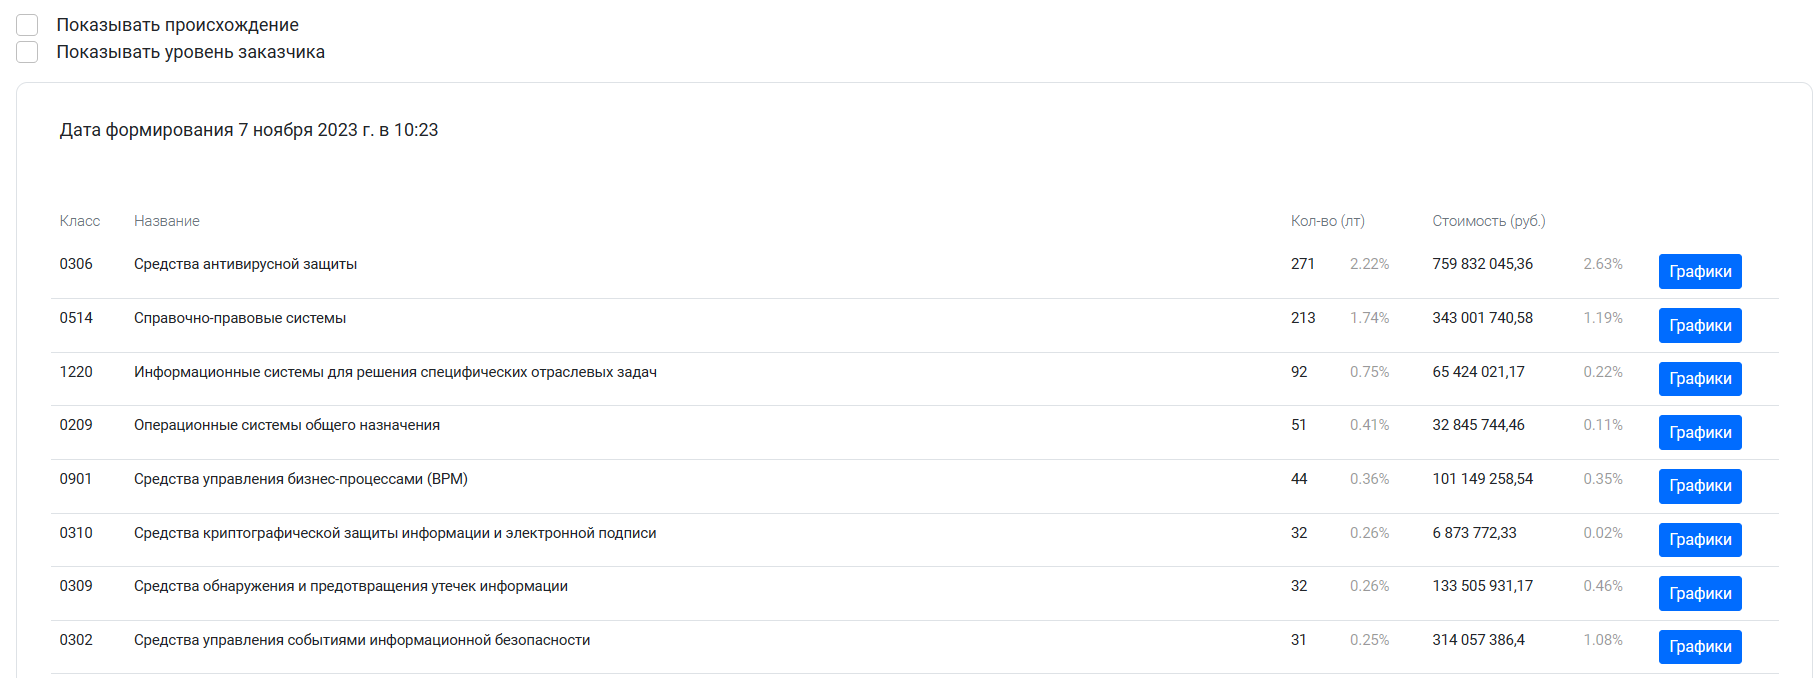 Показывать происхождение
Показывать уровень заказчика
Дата формирования 7 ноября 2023 г. в 10:23
Класс Название Кол-во (лт) Стоимость (руб.)
0306 Средства антивирусной защиты 271 2.22% 759 832 045,36 2.63% Графики
0514 Справочно-правовые системы 213 1.74% 343 001 740,58 1.19% Графики
1220 Информационные системы для решения специфических отраслевых задач 92 0.75% 65 424 021,17 0.22% Графики
0209 Операционные системы общего назначения 51 0.41% 32 845 744,46 0.11% Графики
0901 Средства управления бизнес-процессами (BPM) 44 0.36% 101 149 258,54 0.35% Графики
0310 Средства криптографической защиты информации и электронной подписи 32 0.26% 6 873 772,33 0.02% Графики
0309 Средства обнаружения и предотвращения утечек информации 32 0.26% 133 505 931,17 0.46% Графики
0302 Средства управления событиями информационной безопасности 31 0.25% 314 057 386,4 1.08% Графики